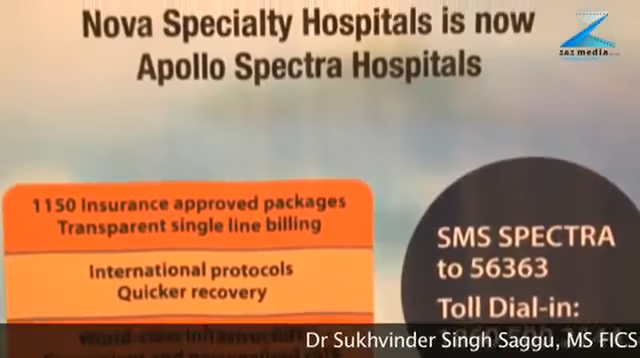 Nova Specialty Hospitals is now
Apollo Spectra Hospitals
zaz media
1150 Insurance approved packages
Transparent single line billing
International protocols
Quicker recovery
SMS SPECTRA
to 56363
Toll Dial-in:
Dr Sukhvinder Singh Saggu, MS FICS